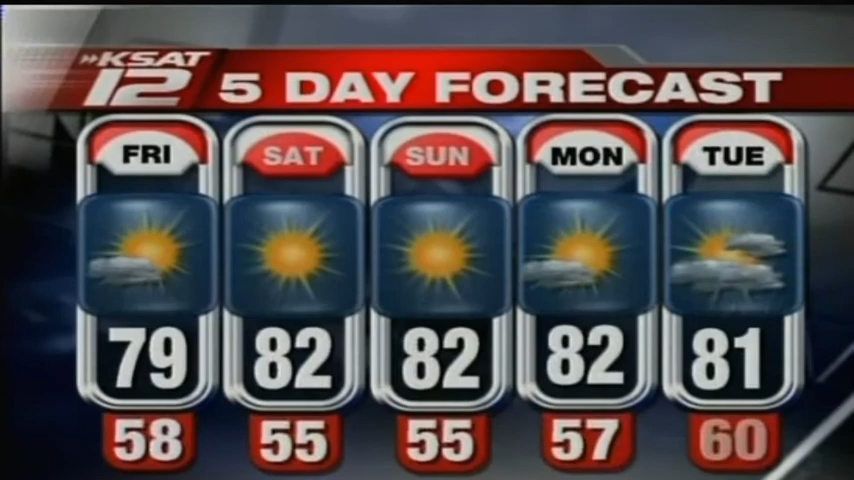 KSAT
12 5 DAY FORECAST
FRI SAT SUN MON TUE
79 82 82 82 81
58 55 55 57 60